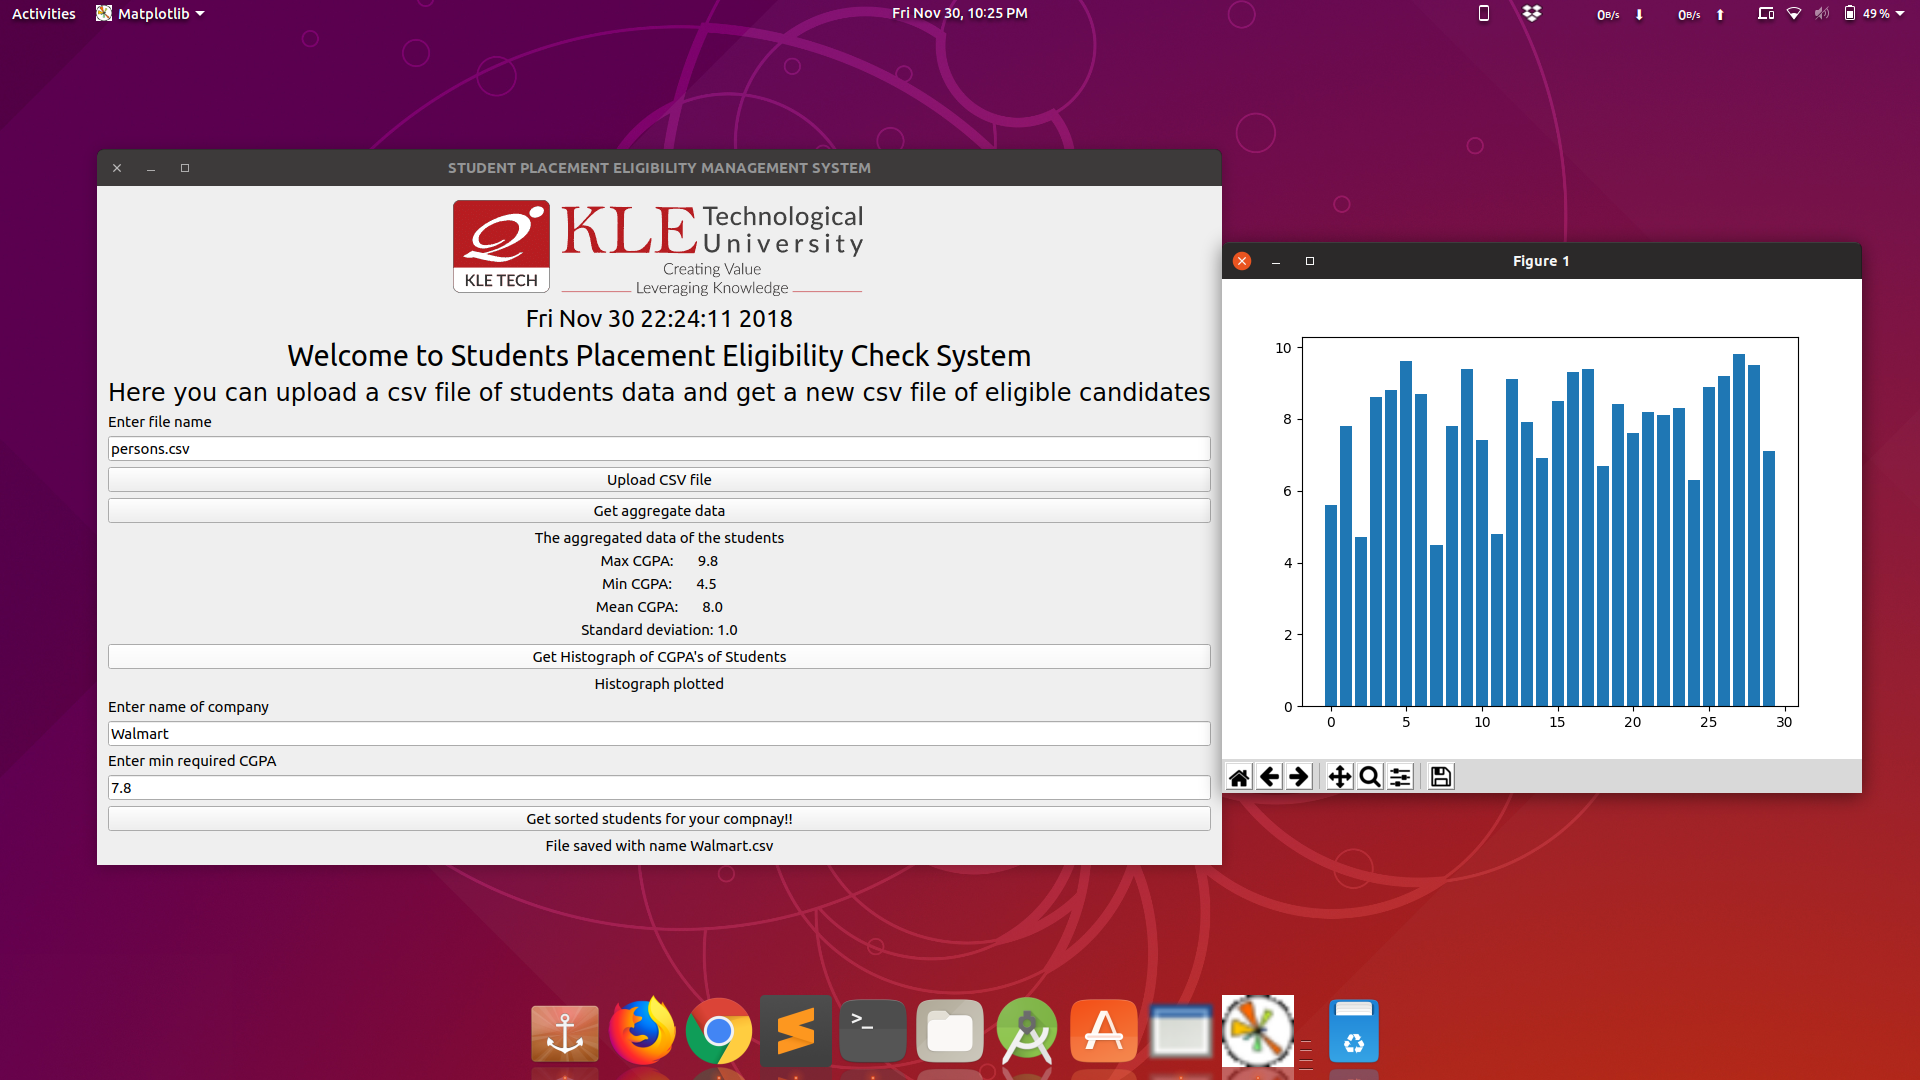 Activities Matplotlib Fri Nov 30, 10:25 PM 0B/s 0B/s 49 %
STUDENT PLACEMENT ELIGIBILITY MANAGEMENT SYSTEM
KLE TECH
KLE Technological University
Creating Value
Leveraging Knowledge
Fri Nov 30 22:24:11 2018
Welcome to Students Placement Eligibility Check System
Here you can upload a csv file of students data and get a new csv file of eligible candidates
Enter file name
persons.csv
Upload CSV file
Get aggregate data
The aggregated data of the students
Max CGPA: 9.8
Min CGPA: 4.5
Mean CGPA: 8.0
Standard deviation: 1.0
Get Histograph of CGPA's of Students
Histograph plotted
Enter name of company
Walmart
Enter min required CGPA
7.8
Get sorted students for your compnay!!
File saved with name Walmart.csv
Figure 1
10
8
6
4
2
0
0 5 10 15 20 25 30
>_